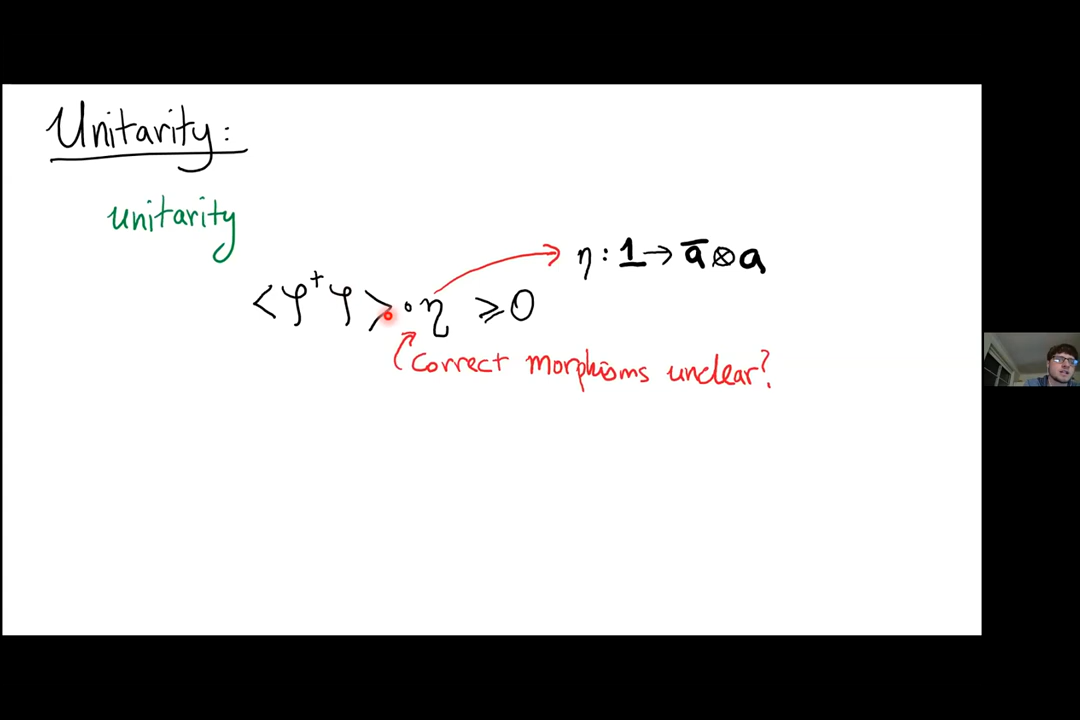 Unitarity:
unitarity
η : 1 → ā ⊗ a
<φ†φ> ∘ η ≥ 0
Correct morphisms unclear?